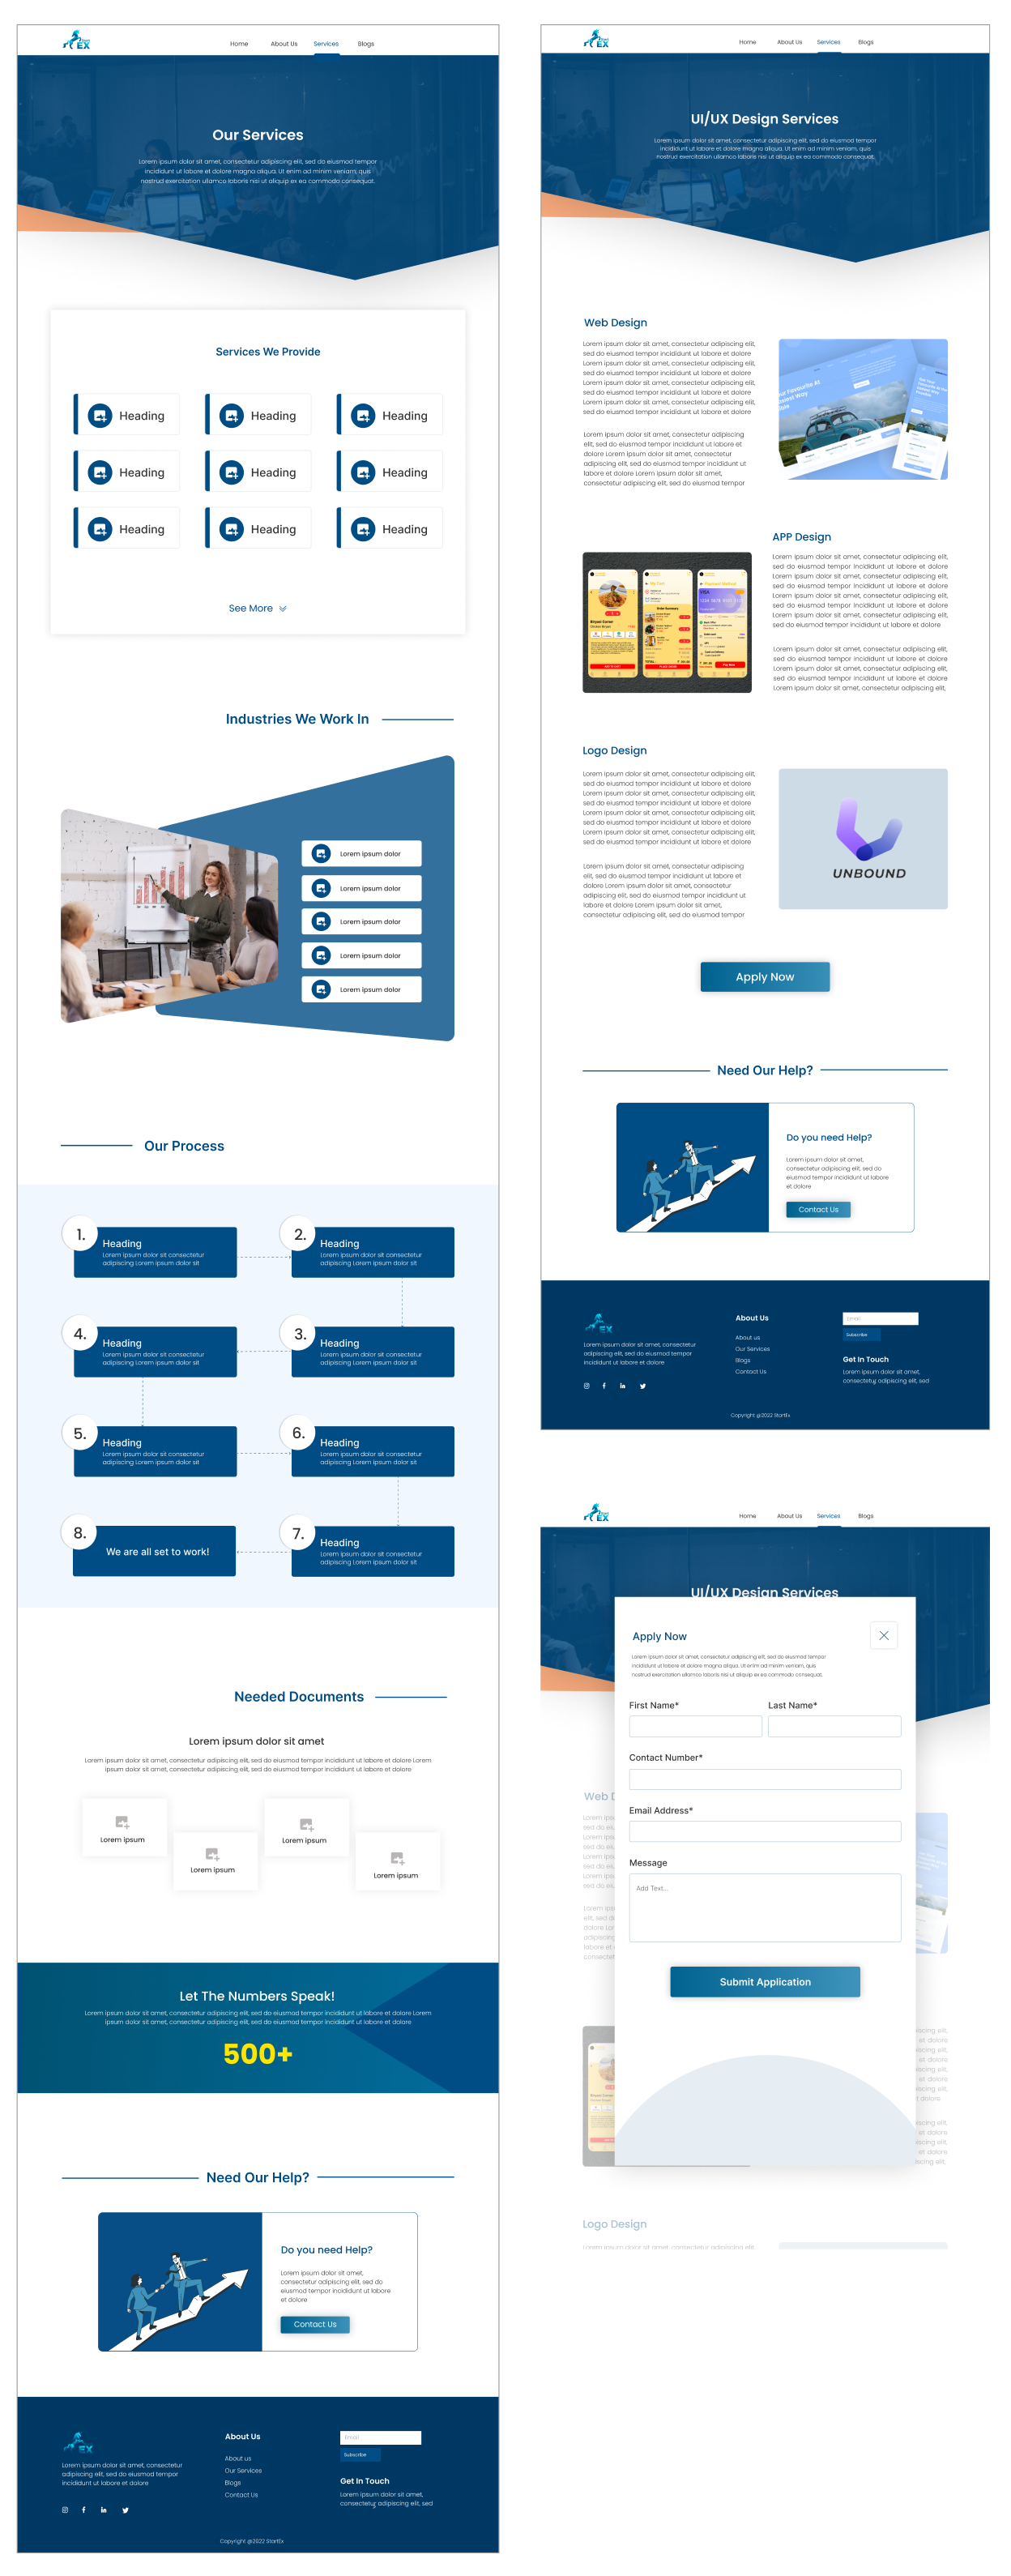 Start
EX
Home About Us Services Blogs
Our Services
Lorem ipsum dolor sit amet, consectetur adipiscing elit, sed do eiusmod tempor
incididunt ut labore et dolore magna aliqua. Ut enim ad minim veniam, quis
nostrud exercitation ullamco laboris nisi ut aliquip ex ea commodo consequat.
Services We Provide
Heading Heading Heading
Heading Heading Heading
Heading Heading Heading
See More
Industries We Work In
Lorem ipsum dolor
Lorem ipsum dolor
Lorem ipsum dolor
Lorem ipsum dolor
Lorem ipsum dolor
Our Process
1.
Heading
Lorem ipsum dolor sit consectetur
adipiscing Lorem ipsum dolor sit
2.
Heading
Lorem ipsum dolor sit consectetur
adipiscing Lorem ipsum dolor sit
4.
Heading
Lorem ipsum dolor sit consectetur
adipiscing Lorem ipsum dolor sit
3.
Heading
Lorem ipsum dolor sit consectetur
adipiscing Lorem ipsum dolor sit
5.
Heading
Lorem ipsum dolor sit consectetur
adipiscing Lorem ipsum dolor sit
6.
Heading
Lorem ipsum dolor sit consectetur
adipiscing Lorem ipsum dolor sit
8.
We are all set to work!
7.
Heading
Lorem ipsum dolor sit consectetur
adipiscing Lorem ipsum dolor sit
Needed Documents
Lorem ipsum dolor sit amet
Lorem ipsum dolor sit amet, consectetur adipiscing elit, sed do eiusmod tempor incididunt ut labore et dolore Lorem
ipsum dolor sit amet, consectetur adipiscing elit, sed do eiusmod tempor incididunt ut labore et dolore
Lorem ipsum
Lorem ipsum
Lorem ipsum
Lorem ipsum
Let The Numbers Speak!
Lorem ipsum dolor sit amet, consectetur adipiscing elit, sed do eiusmod tempor incididunt ut labore et dolore Lorem
ipsum dolor sit amet, consectetur adipiscing elit, sed do eiusmod tempor incididunt ut labore et dolore
500+
Need Our Help?
Do you need Help?
Lorem ipsum dolor sit amet,
consectetur adipiscing elit, sed do
eiusmod tempor incididunt ut labore
et dolore
Contact Us
EX
Lorem ipsum dolor sit amet, consectetur
adipiscing elit, sed do eiusmod tempor
incididunt ut labore et dolore
About Us
About us
Our Services
Blogs
Contact Us
Email
Subscribe
Get In Touch
Lorem ipsum dolor sit amet,
consectetur adipiscing elit, sed
Copyright @2022 StartEx
Start
EX
Home About Us Services Blogs
UI/UX Design Services
Lorem ipsum dolor sit amet, consectetur adipiscing elit, sed do eiusmod tempor
incididunt ut labore et dolore magna aliqua. Ut enim ad minim veniam, quis
nostrud exercitation ullamco laboris nisi ut aliquip ex ea commodo consequat.
Web Design
Lorem ipsum dolor sit amet, consectetur adipiscing elit,
sed do eiusmod tempor incididunt ut labore et dolore
Lorem ipsum dolor sit amet, consectetur adipiscing elit,
sed do eiusmod tempor incididunt ut labore et dolore
Lorem ipsum dolor sit amet, consectetur adipiscing elit,
sed do eiusmod tempor incididunt ut labore et dolore
Lorem ipsum dolor sit amet, consectetur adipiscing elit,
sed do eiusmod tempor incididunt ut labore et dolore
Lorem ipsum dolor sit amet, consectetur adipiscing
elit, sed do eiusmod tempor incididunt ut labore et
dolore Lorem ipsum dolor sit amet, consectetur
adipiscing elit, sed do eiusmod tempor incididunt ut
labore et dolore Lorem ipsum dolor sit amet,
consectetur adipiscing elit, sed do eiusmod tempor
APP Design
Lorem ipsum dolor sit amet, consectetur adipiscing elit,
sed do eiusmod tempor incididunt ut labore et dolore
Lorem ipsum dolor sit amet, consectetur adipiscing elit,
sed do eiusmod tempor incididunt ut labore et dolore
Lorem ipsum dolor sit amet, consectetur adipiscing elit,
sed do eiusmod tempor incididunt ut labore et dolore
Lorem ipsum dolor sit amet, consectetur adipiscing elit,
sed do eiusmod tempor incididunt ut labore et dolore
Lorem ipsum dolor sit amet, consectetur adipiscing elit,
sed do eiusmod tempor incididunt ut labore et dolore
Lorem ipsum dolor sit amet, consectetur adipiscing elit,
sed do eiusmod tempor incididunt ut labore et dolore
Lorem ipsum dolor sit amet, consectetur adipiscing elit,
Logo Design
Lorem ipsum dolor sit amet, consectetur adipiscing elit,
sed do eiusmod tempor incididunt ut labore et dolore
Lorem ipsum dolor sit amet, consectetur adipiscing elit,
sed do eiusmod tempor incididunt ut labore et dolore
Lorem ipsum dolor sit amet, consectetur adipiscing elit,
sed do eiusmod tempor incididunt ut labore et dolore
Lorem ipsum dolor sit amet, consectetur adipiscing elit,
sed do eiusmod tempor incididunt ut labore et dolore
Lorem ipsum dolor sit amet, consectetur adipiscing
elit, sed do eiusmod tempor incididunt ut labore et
dolore Lorem ipsum dolor sit amet, consectetur
adipiscing elit, sed do eiusmod tempor incididunt ut
labore et dolore Lorem ipsum dolor sit amet,
consectetur adipiscing elit, sed do eiusmod tempor
UNBOUND
Apply Now
Need Our Help?
Do you need Help?
Lorem ipsum dolor sit amet,
consectetur adipiscing elit, sed do
eiusmod tempor incididunt ut labore
et dolore
Contact Us
EX
Lorem ipsum dolor sit amet, consectetur
adipiscing elit, sed do eiusmod tempor
incididunt ut labore et dolore
About Us
About us
Our Services
Blogs
Contact Us
Email
Subscribe
Get In Touch
Lorem ipsum dolor sit amet,
consectetur adipiscing elit, sed
Copyright @2022 StartEx
Start
EX
Home About Us Services Blogs
UI/UX Design Services
Apply Now
Lorem ipsum dolor sit amet, consectetur adipiscing elit, sed do eiusmod tempor
incididunt ut labore et dolore magna aliqua. Ut enim ad minim veniam, quis
nostrud exercitation ullamco laboris nisi ut aliquip ex ea commodo consequat.
First Name* Last Name*
Contact Number*
Email Address*
Message
Add Text...
Submit Application
Logo Design
Lorem ipsum dolor sit amet, consectetur adipiscing elit,